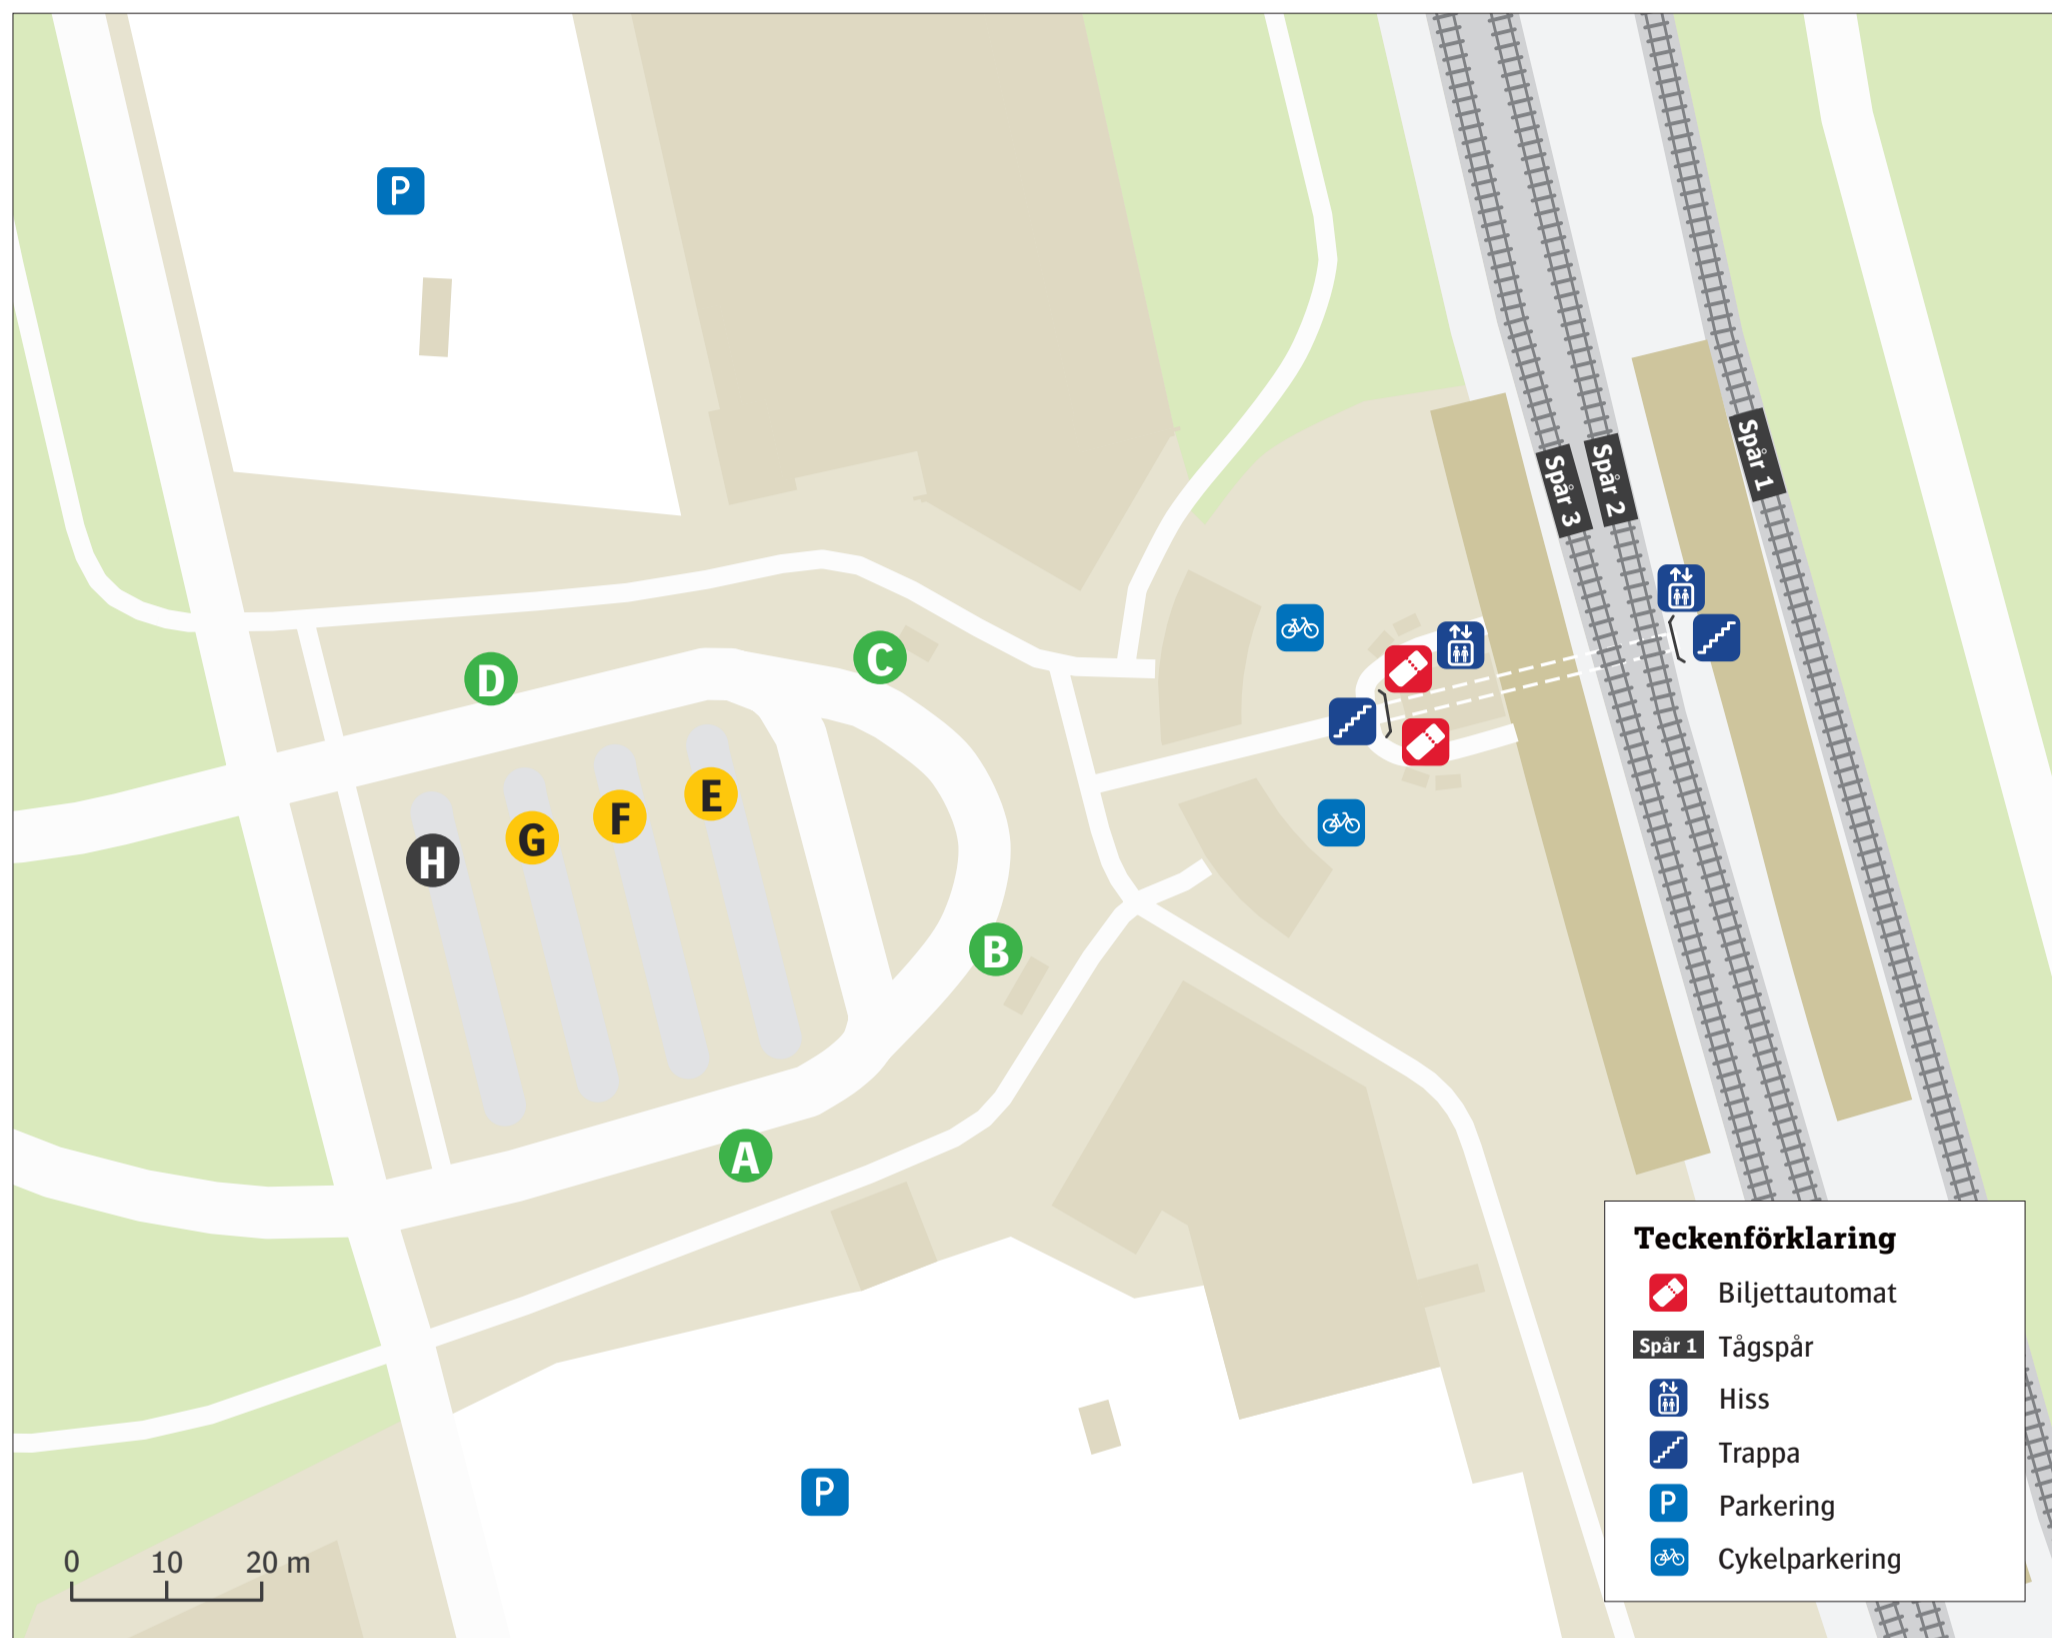 P
Spår 1
Spår 2
Spår 3
C
D
E
F
G
H
B
A
P
0 10 20 m
Teckenförklaring
Biljettautomat
Spår 1 Tågspår
Hiss
Trappa
P Parkering
Cykelparkering